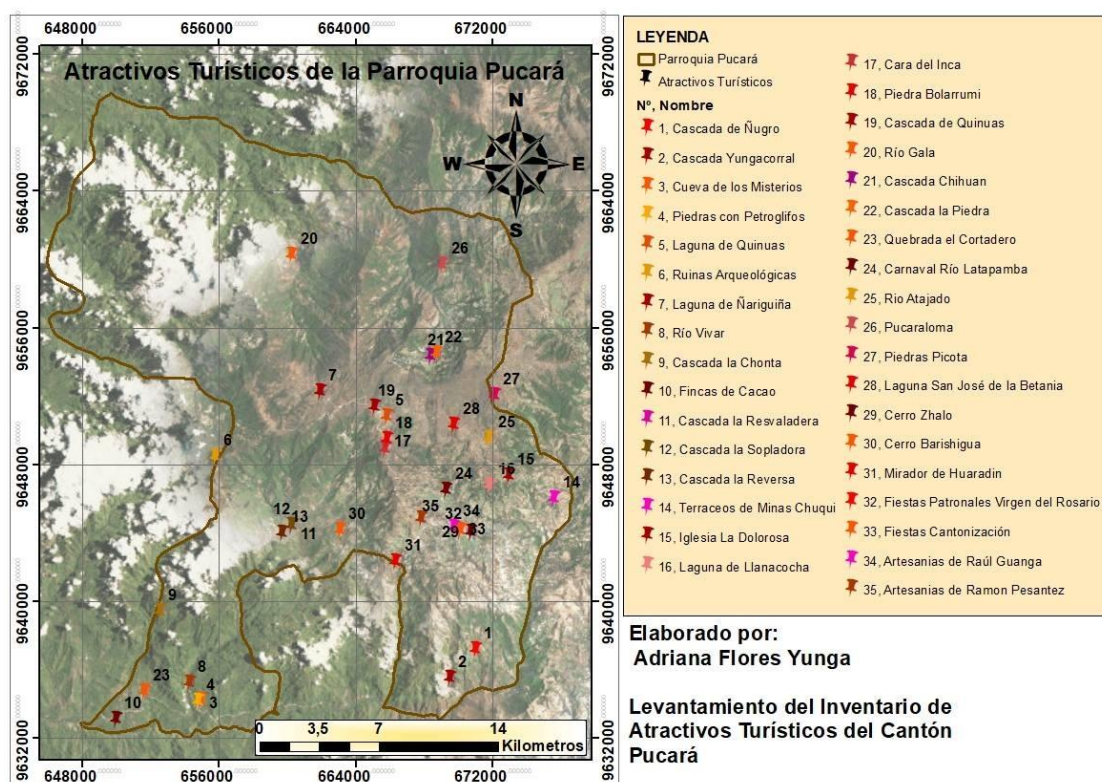 648000 656000 664000 672000
9672000 9672000
Atractivos Turísticos de la Parroquia Pucará
N
W E
S
9664000 9664000
20
26
9656000 9656000
21 22
7
27
19
5
28
18
25
17
6
9648000 9648000
15
24
16
14
35
12
13
30
32
34
11
29
33
31
9640000 9640000
9
1
2
8
23
4
10
3
0 3,5 7 14
Kilometros
9632000 9632000
648000 656000 664000 672000
LEYENDA
Parroquia Pucará
Atractivos Turísticos
Nº, Nombre
1, Cascada de Ñugro
2, Cascada Yungacorral
3, Cueva de los Misterios
4, Piedras con Petroglifos
5, Laguna de Quinuas
6, Ruinas Arqueológicas
7, Laguna de Ñariguiña
8, Río Vivar
9, Cascada la Chonta
10, Fincas de Cacao
11, Cascada la Resvaladera
12, Cascada la Sopladora
13, Cascada la Reversa
14, Terraceos de Minas Chuqui
15, Iglesia La Dolorosa
16, Laguna de Llanacocha
17, Cara del Inca
18, Piedra Bolarrumi
19, Cascada de Quinuas
20, Río Gala
21, Cascada Chihuan
22, Cascada la Piedra
23, Quebrada el Cortadero
24, Carnaval Río Latapamba
25, Rio Atajado
26, Pucaraloma
27, Piedras Picota
28, Laguna San José de la Betania
29, Cerro Zhalo
30, Cerro Barishigua
31, Mirador de Huaradin
32, Fiestas Patronales Virgen del Rosario
33, Fiestas Cantonización
34, Artesanias de Raúl Guanga
35, Artesanias de Ramon Pesantez
Elaborado por:
Adriana Flores Yunga
Levantamiento del Inventario de
Atractivos Turísticos del Cantón
Pucará